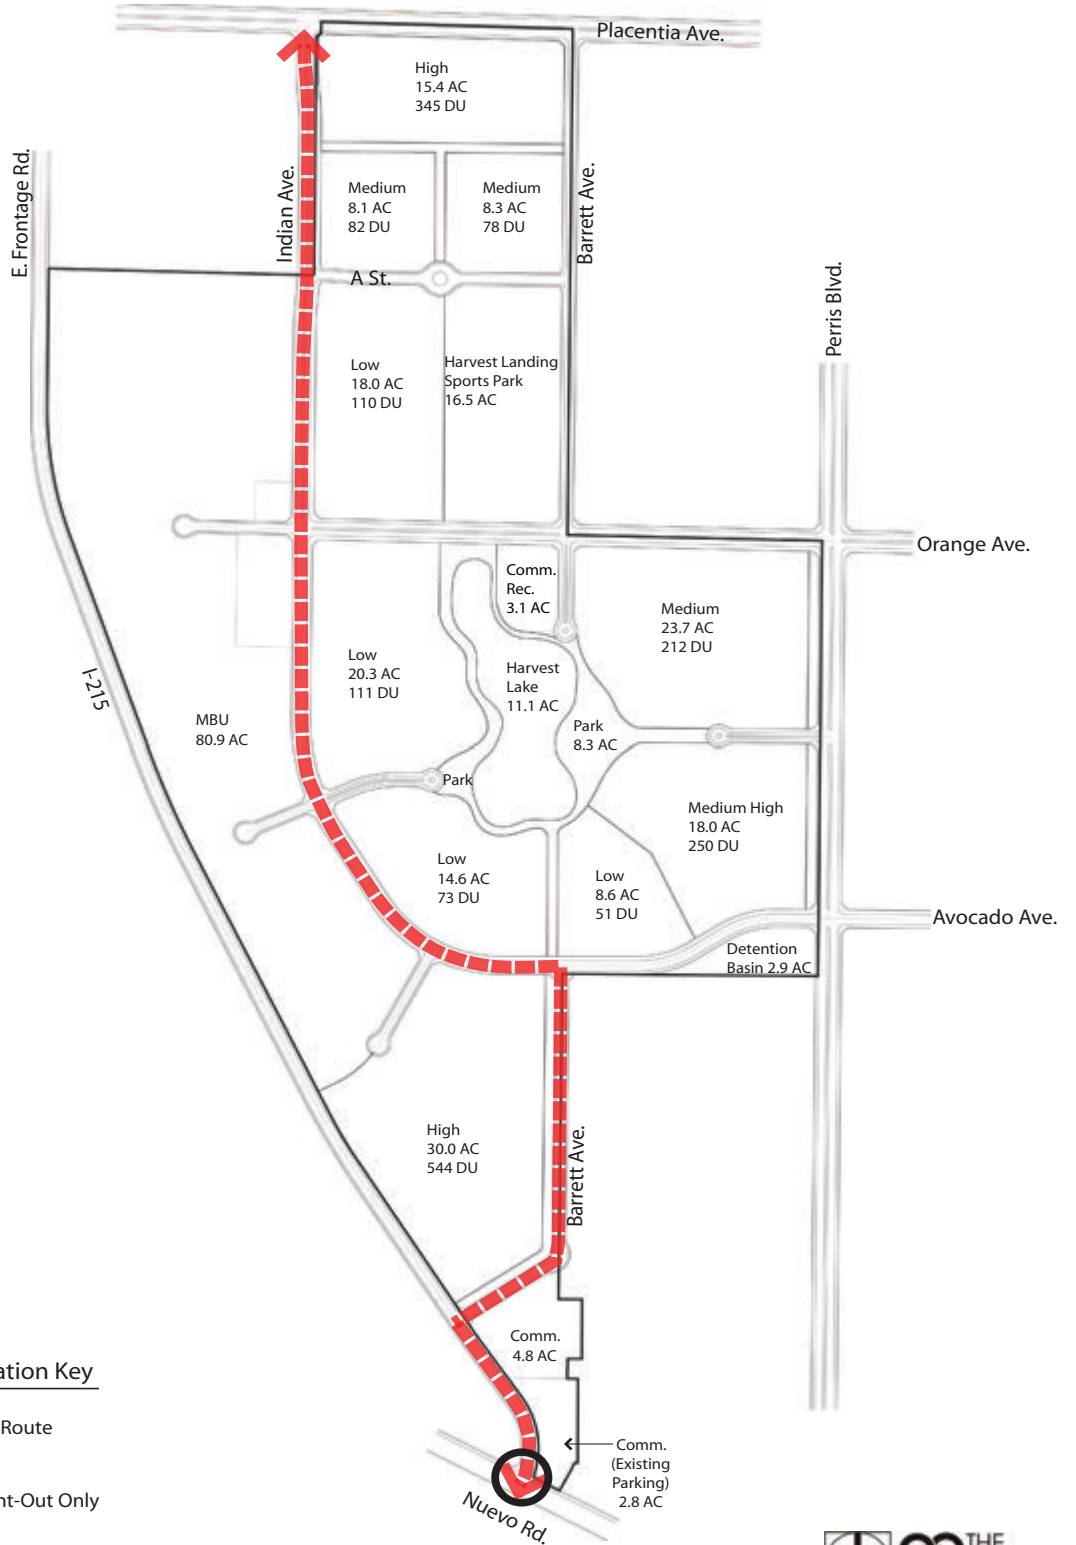 Placentia Ave.
High
15.4 AC
345 DU
E. Frontage Rd.
Indian Ave.
Medium
8.1 AC
82 DU
Medium
8.3 AC
78 DU
Barrett Ave.
A St.
Perris Blvd.
Low
18.0 AC
110 DU
Harvest Landing
Sports Park
16.5 AC
Orange Ave.
Comm.
Rec.
3.1 AC
Medium
23.7 AC
212 DU
Low
20.3 AC
111 DU
Harvest
Lake
11.1 AC
I-215
MBU
80.9 AC
Park
8.3 AC
Park
Medium High
18.0 AC
250 DU
Low
14.6 AC
73 DU
Low
8.6 AC
51 DU
Avocado Ave.
Detention
Basin 2.9 AC
High
30.0 AC
544 DU
Barrett Ave.
Comm.
4.8 AC
ation Key
Route
Comm.
(Existing
Parking)
2.8 AC
nt-Out Only
Nuevo Rd.
THE